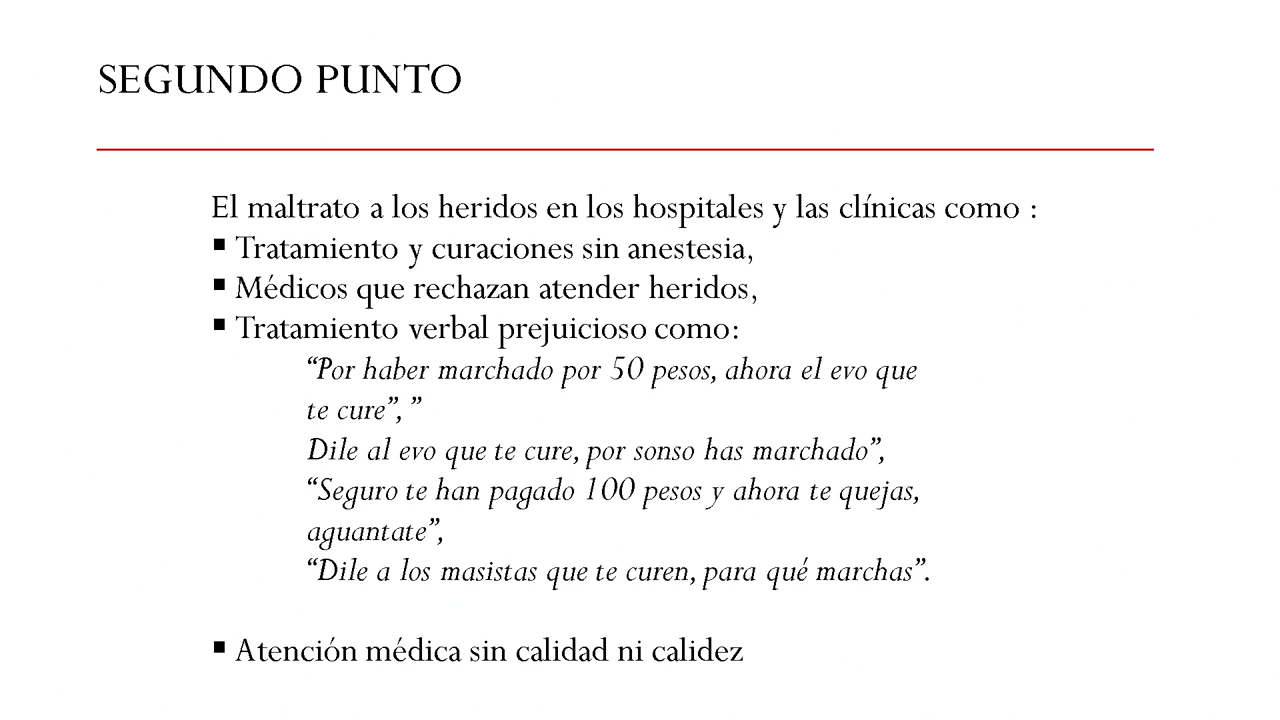 SEGUNDO PUNTO
El maltrato a los heridos en los hospitales y las clínicas como :
▪ Tratamiento y curaciones sin anestesia,
▪ Médicos que rechazan atender heridos,
▪ Tratamiento verbal prejuicioso como:
“Por haber marchado por 50 pesos, ahora el evo que
te cure”, ”
Dile al evo que te cure, por sonso has marchado”,
“Seguro te han pagado 100 pesos y ahora te quejas,
aguantate”,
“Dile a los masistas que te curen, para qué marchas”.
▪ Atención médica sin calidad ni calidez